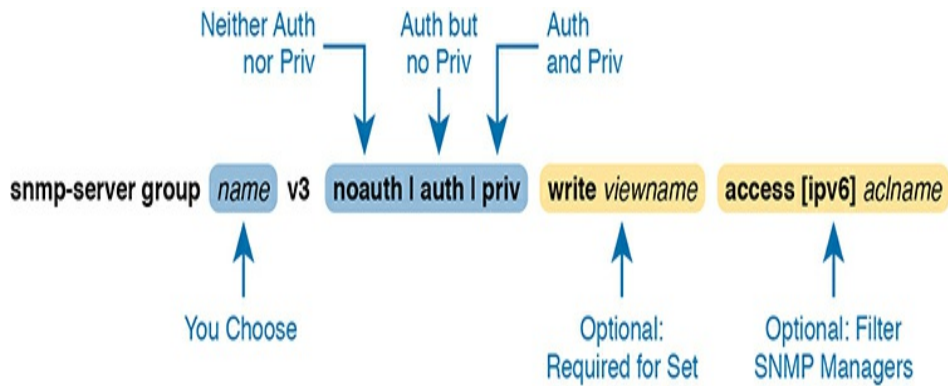 Neither Auth
nor Priv
Auth but
no Priv
Auth
and Priv
snmp-server group name v3 noauth | auth | priv write viewname access [ipv6] aclname
You Choose
Optional:
Required for Set
Optional: Filter
SNMP Managers